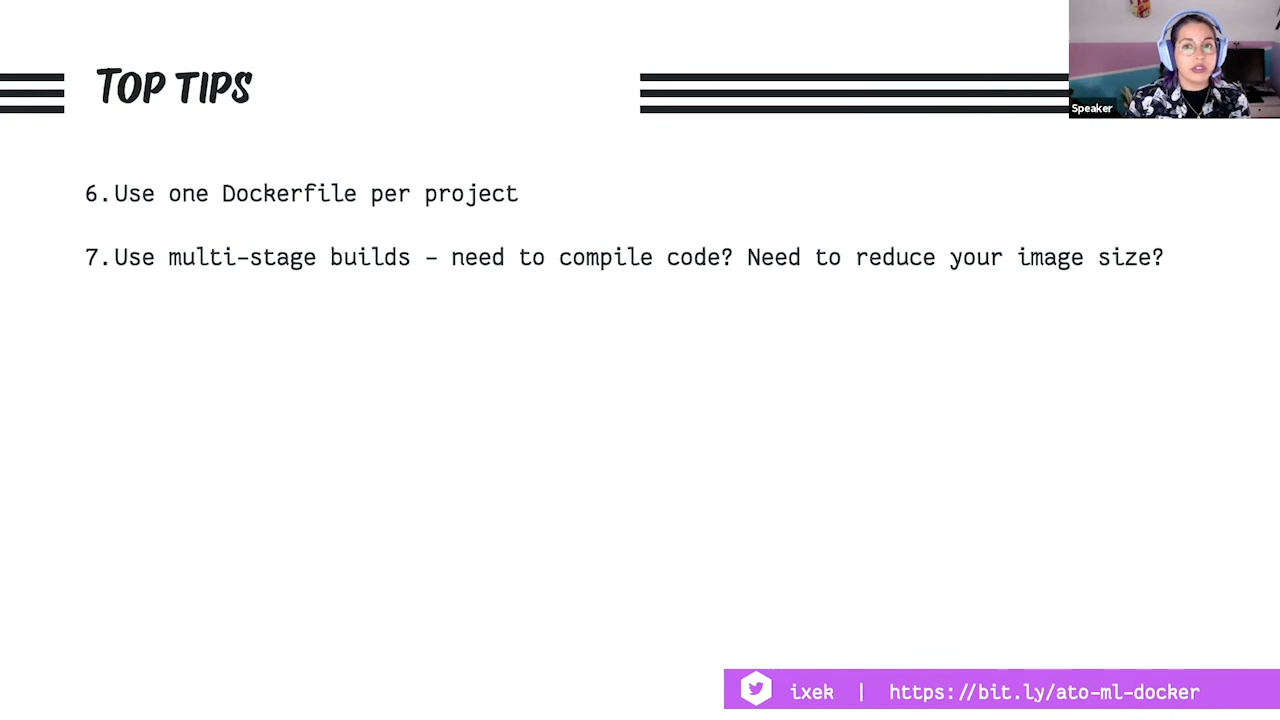 TOP TIPS
Speaker
6. Use one Dockerfile per project
7. Use multi-stage builds – need to compile code? Need to reduce your image size?
ixek | https://bit.ly/ato-ml-docker